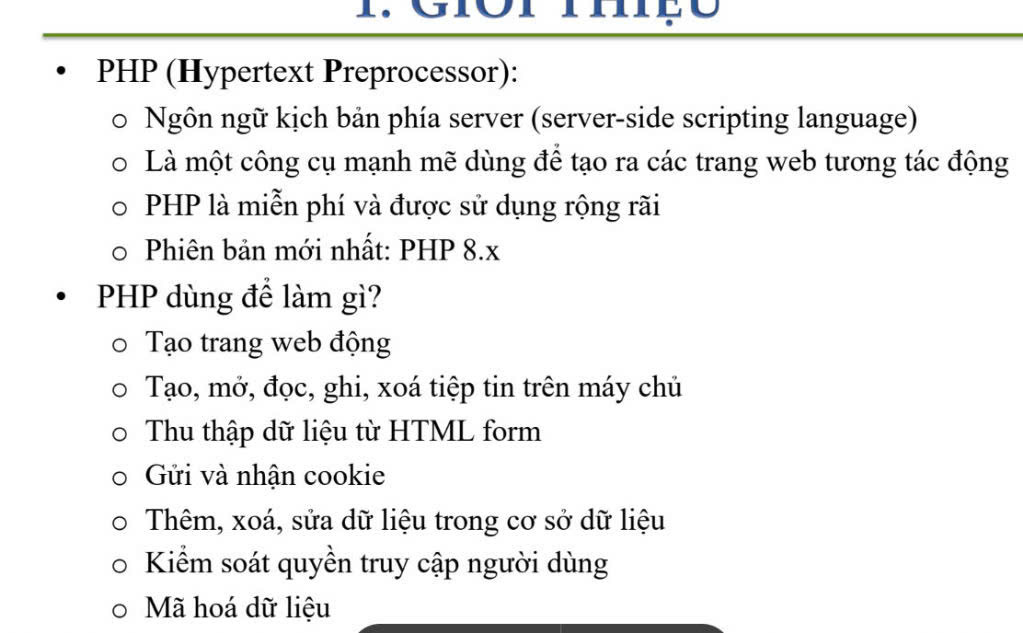 1. GIỚI THIỆU
PHP (Hypertext Preprocessor):
Ngôn ngữ kịch bản phía server (server-side scripting language)
Là một công cụ mạnh mẽ dùng để tạo ra các trang web tương tác động
PHP là miễn phí và được sử dụng rộng rãi
Phiên bản mới nhất: PHP 8.x
PHP dùng để làm gì?
Tạo trang web động
Tạo, mở, đọc, ghi, xoá tiệp tin trên máy chủ
Thu thập dữ liệu từ HTML form
Gửi và nhận cookie
Thêm, xoá, sửa dữ liệu trong cơ sở dữ liệu
Kiểm soát quyền truy cập người dùng
Mã hoá dữ liệu